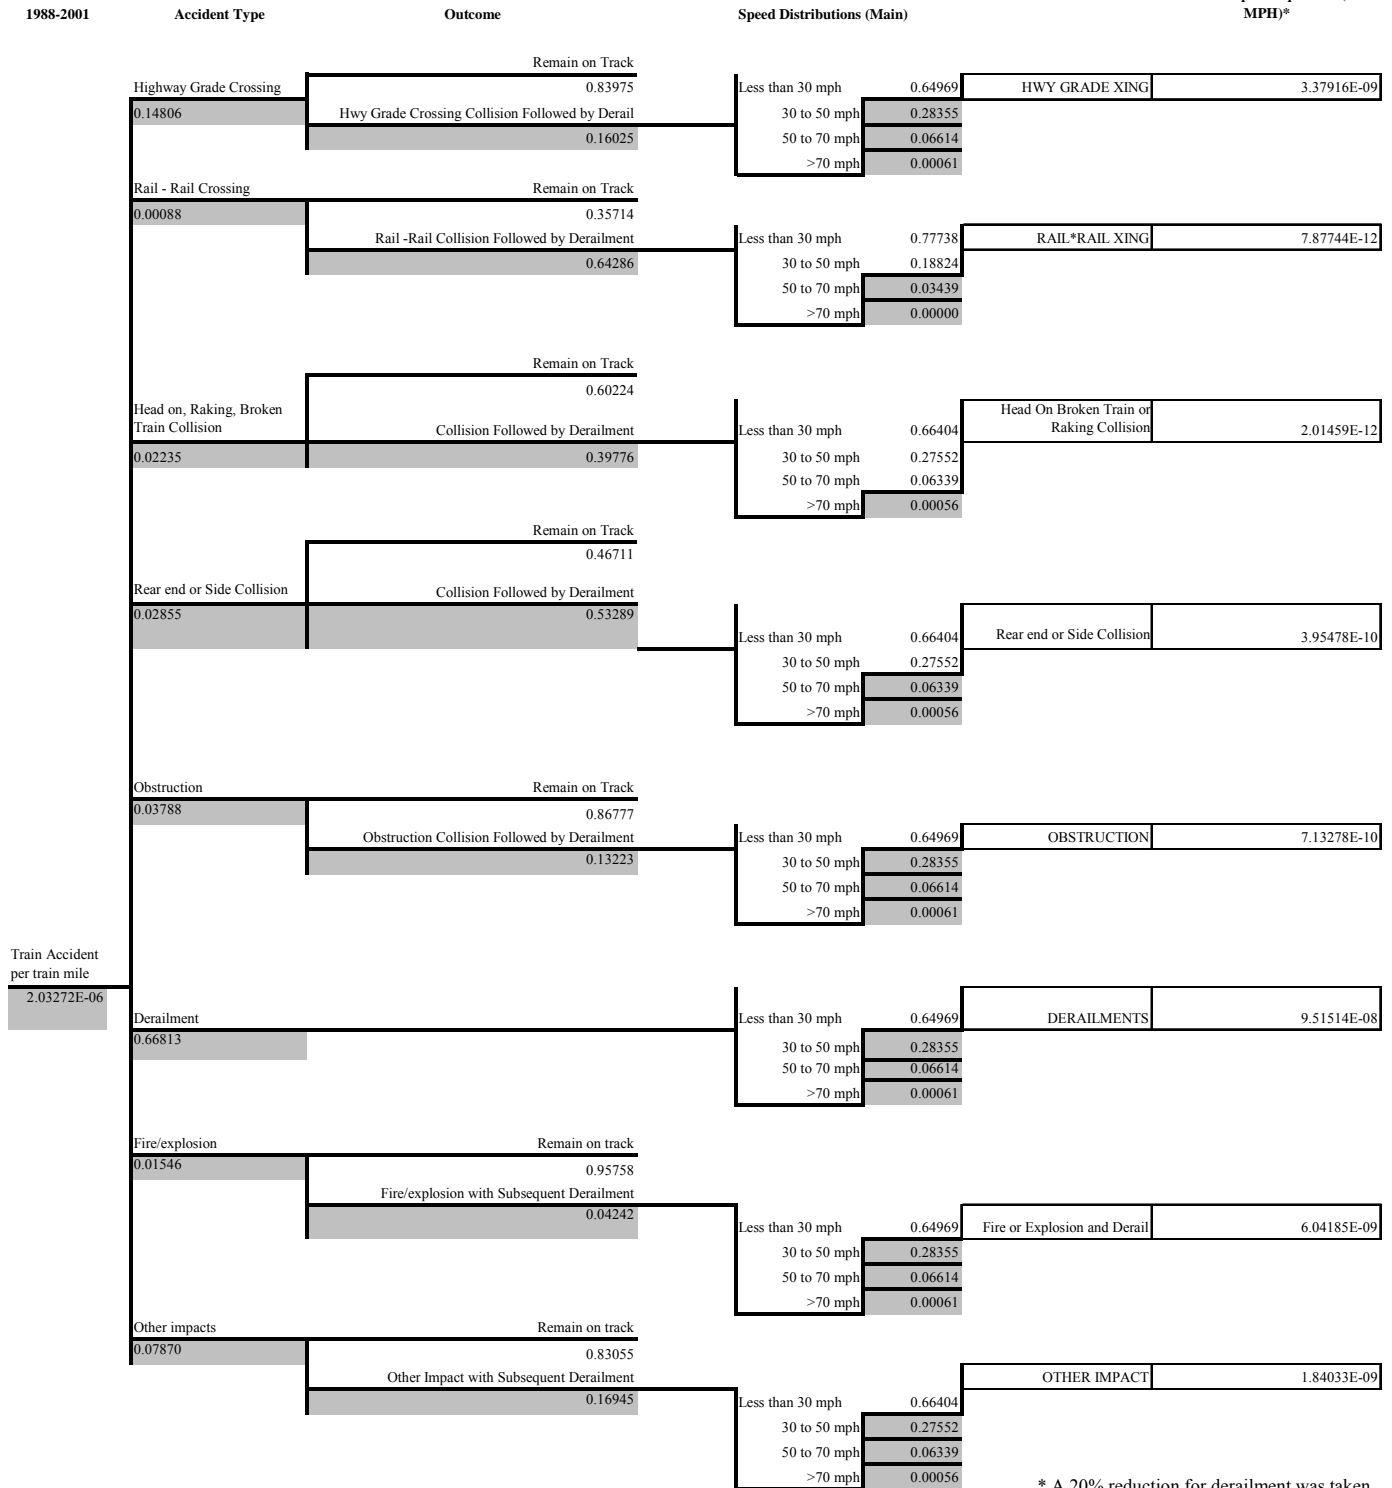 1988-2001 Accident Type Outcome Speed Distributions (Main) MPH)*
Remain on Track
Highway Grade Crossing 0.83975 Less than 30 mph 0.64969 HWY GRADE XING 3.37916E-09
0.14806 Hwy Grade Crossing Collision Followed by Derail 30 to 50 mph 0.28355
0.16025 50 to 70 mph 0.06614
>70 mph 0.00061
Rail - Rail Crossing Remain on Track
0.00088 0.35714
Rail -Rail Collision Followed by Derailment Less than 30 mph 0.77738 RAIL*RAIL XING 7.87744E-12
0.64286 30 to 50 mph 0.18824
50 to 70 mph 0.03439
>70 mph 0.00000
Remain on Track
0.60224
Head on, Raking, Broken Head On Broken Train or
Train Collision Collision Followed by Derailment Less than 30 mph 0.66404 Raking Collision 2.01459E-12
0.02235 0.39776 30 to 50 mph 0.27552
50 to 70 mph 0.06339
>70 mph 0.00056
Remain on Track
0.46711
Rear end or Side Collision Collision Followed by Derailment
0.02855 0.53289
Less than 30 mph 0.66404 Rear end or Side Collision 3.95478E-10
30 to 50 mph 0.27552
50 to 70 mph 0.06339
>70 mph 0.00056
Obstruction Remain on Track
0.03788 0.86777
Obstruction Collision Followed by Derailment Less than 30 mph 0.64969 OBSTRUCTION 7.13278E-10
0.13223 30 to 50 mph 0.28355
50 to 70 mph 0.06614
>70 mph 0.00061
Train Accident
per train mile
2.03272E-06
Derailment Less than 30 mph 0.64969 DERAILMENTS 9.51514E-08
0.66813 30 to 50 mph 0.28355
50 to 70 mph 0.06614
>70 mph 0.00061
Fire/explosion Remain on track
0.01546 0.95758
Fire/explosion with Subsequent Derailment
0.04242 Less than 30 mph 0.64969 Fire or Explosion and Derail 6.04185E-09
30 to 50 mph 0.28355
50 to 70 mph 0.06614
>70 mph 0.00061
Other impacts Remain on track
0.07870 0.83055
Other Impact with Subsequent Derailment OTHER IMPACT 1.84033E-09
0.16945 Less than 30 mph 0.66404
30 to 50 mph 0.27552
50 to 70 mph 0.06339
>70 mph 0.00056
* A 20% reduction for derailment was taken